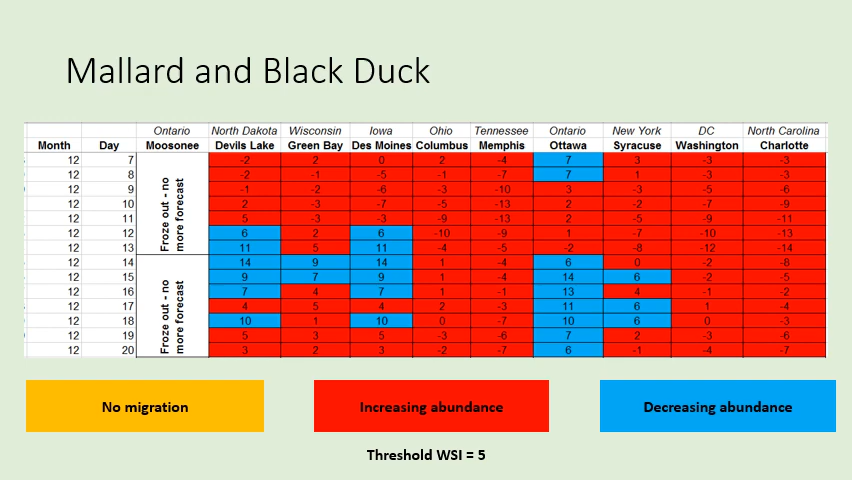 Mallard and Black Duck
Ontario North Dakota Wisconsin Iowa Ohio Tennessee Ontario New York DC North Carolina
Month Day Moosonee Devils Lake Green Bay Des Moines Columbus Memphis Ottawa Syracuse Washington Charlotte
12 7 -2 2 0 2 -4 7 3 -3 -3
12 8 -2 -1 -5 -1 -7 7 1 -3 -3
12 9 -1 -2 -6 -3 -10 3 -3 -5 -6
12 10 2 -3 -7 -5 -13 2 -2 -7 -9
12 11 5 -3 -3 -9 -13 2 -5 -9 -11
12 12 6 2 6 -10 -9 1 -7 -10 -13
12 13 11 5 11 -4 -5 -2 -8 -12 -14
Froze out - no
more forecast
12 14 14 9 14 1 -4 6 0 -2 -8
12 15 9 7 9 1 -4 14 6 -2 -5
12 16 7 4 7 1 -4 13 4 -1 -2
12 17 4 5 4 2 -3 11 6 1 -4
12 18 10 1 10 0 -7 10 6 0 -3
12 19 5 3 5 -3 -6 7 2 -3 -6
12 20 3 2 3 -2 -7 6 -1 -4 -7
Froze out - no
more forecast
No migration
Increasing abundance
Decreasing abundance
Threshold WSI = 5